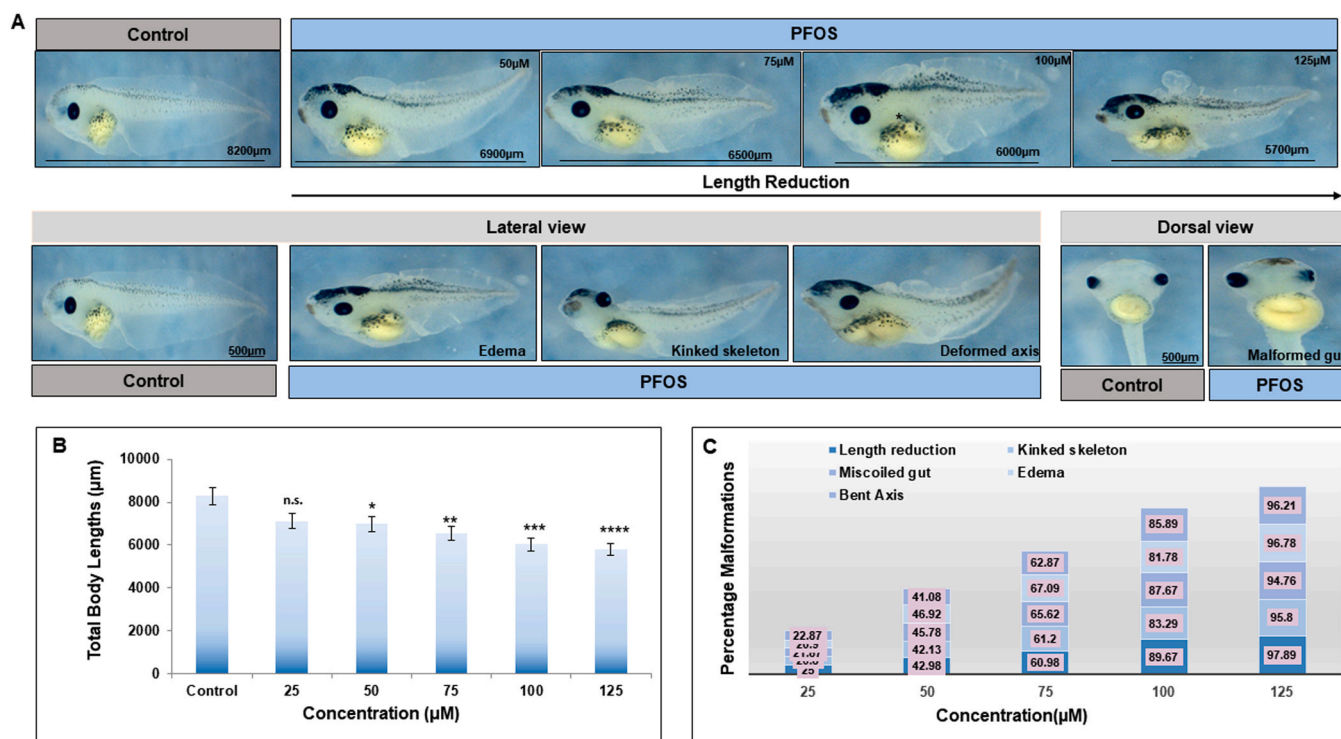 A
Control
PFOS
8200µm
50µM
6900µm
75µM
6500µm
100µM
*
6000µm
125µM
5700µm
Length Reduction
Lateral view
Dorsal view
500µm
Edema
Kinked skeleton
Deformed axis
500µm
Malformed gu
Control
PFOS
Control
PFOS
B
Total Body Lengths (µm)
10000
8000
6000
4000
2000
0
n.s.
*
**
***
****
Control 25 50 75 100 125
Concentration (µM)
C
Length reduction
Kinked skeleton
Miscoiled gut
Edema
Bent Axis
Percentage Malformations
22.87
25
41.08
46.92
45.78
42.13
42.98
62.87
67.09
65.62
61.2
60.98
85.89
81.78
87.67
83.29
89.67
96.21
96.78
94.76
95.8
97.89
25 50 75 100 125
Concentration(µM)